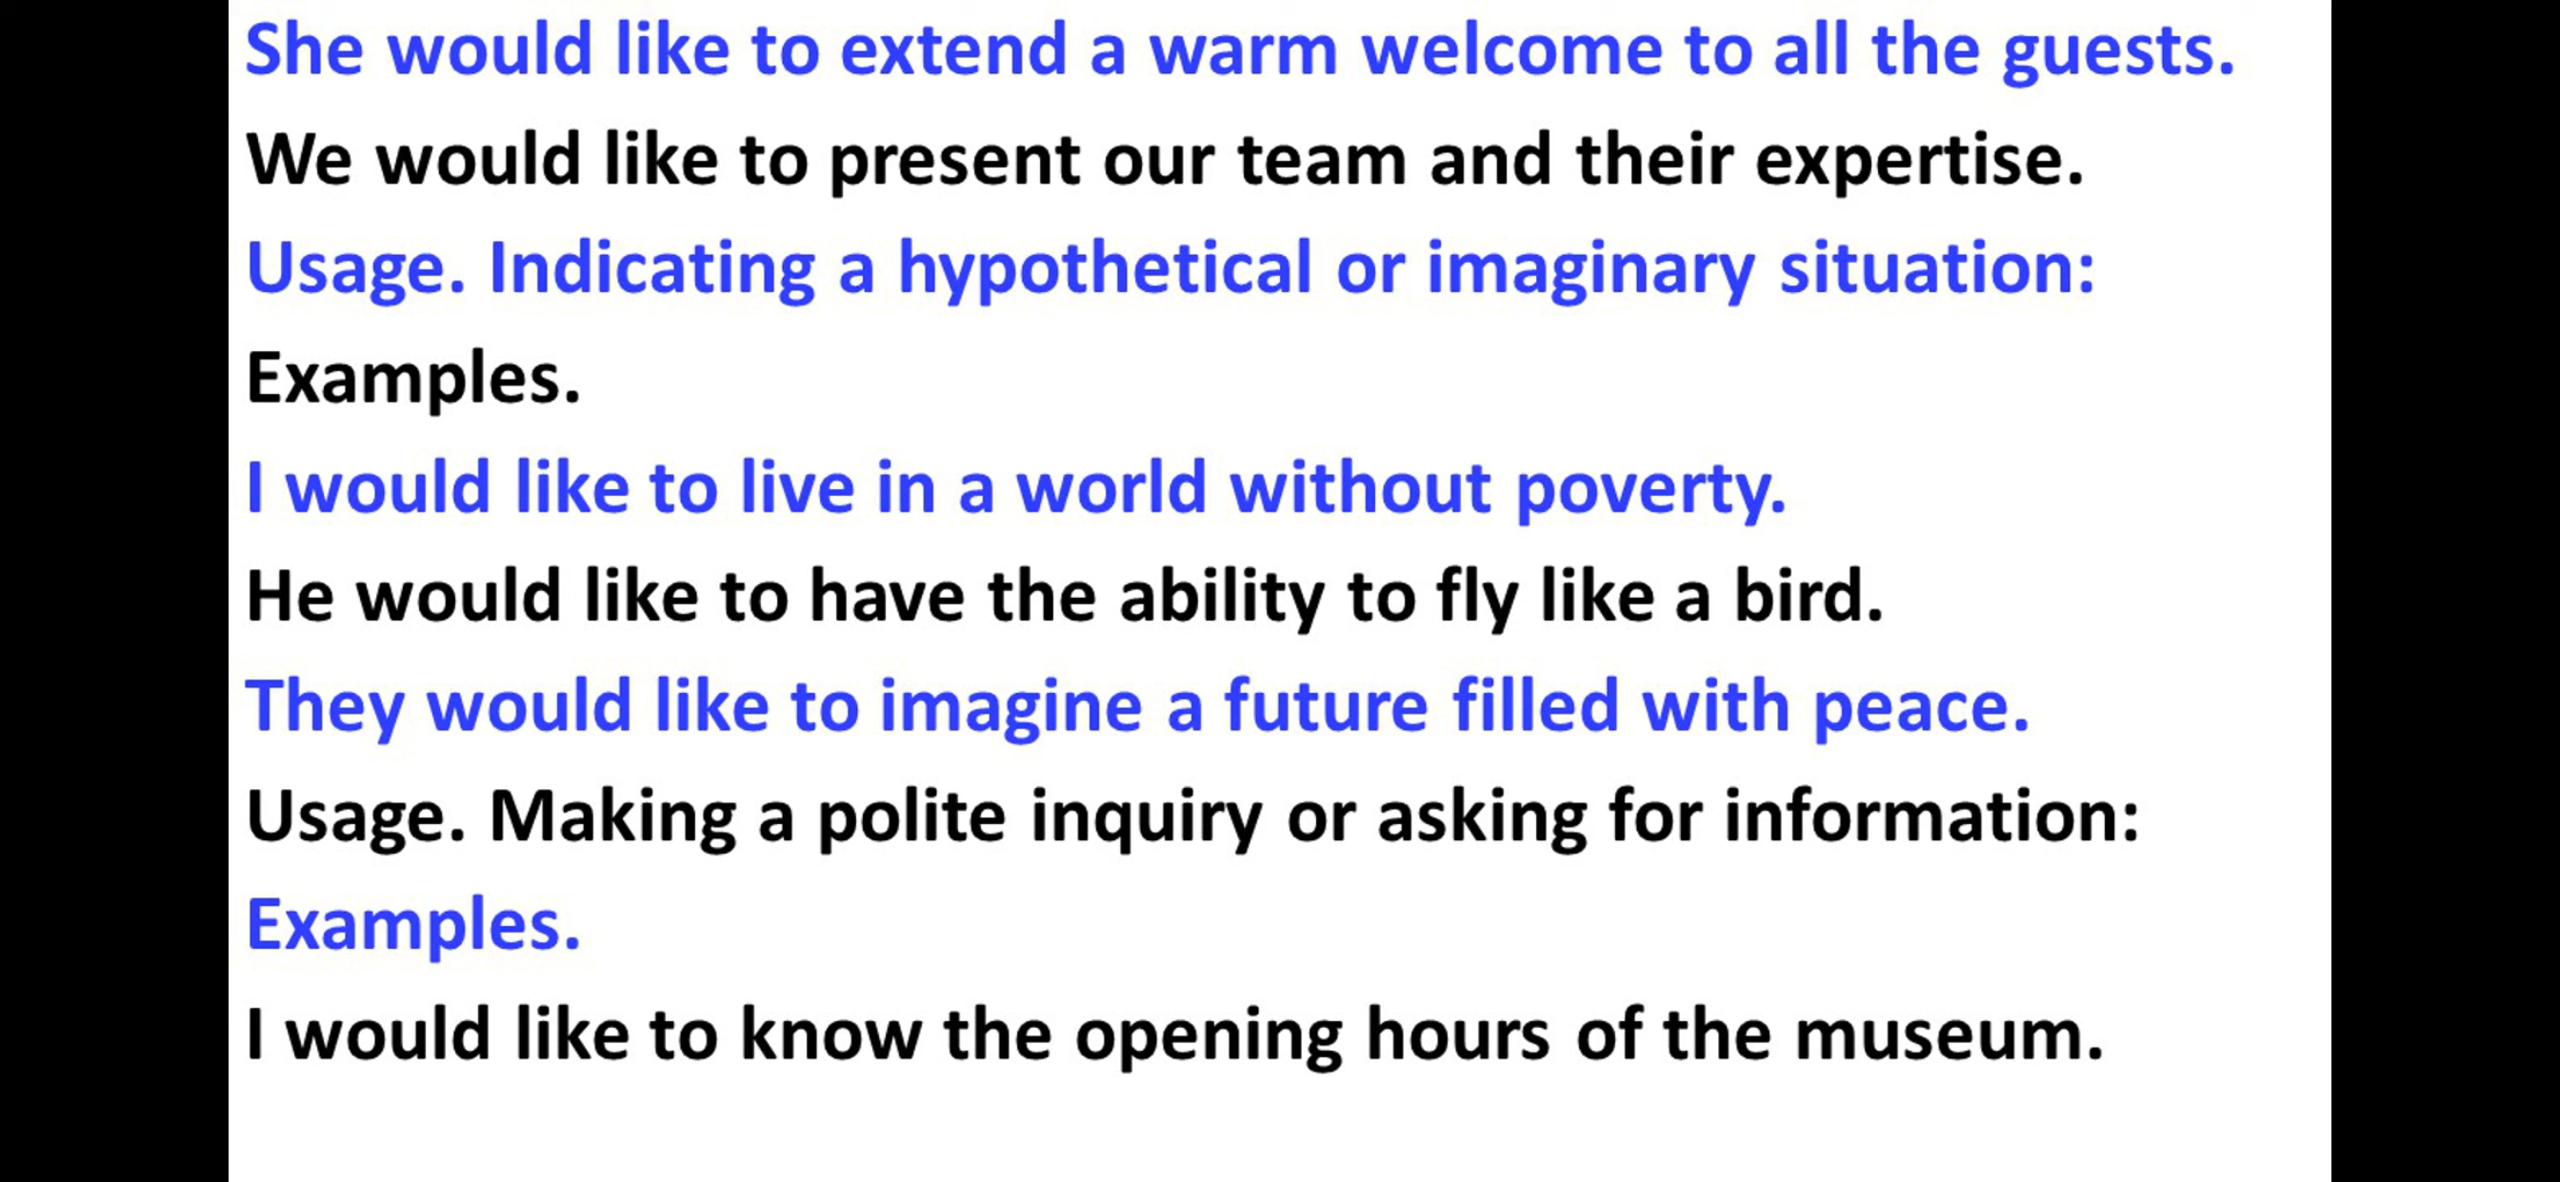 She would like to extend a warm welcome to all the guests.
We would like to present our team and their expertise.
Usage. Indicating a hypothetical or imaginary situation:
Examples.
I would like to live in a world without poverty.
He would like to have the ability to fly like a bird.
They would like to imagine a future filled with peace.
Usage. Making a polite inquiry or asking for information:
Examples.
I would like to know the opening hours of the museum.